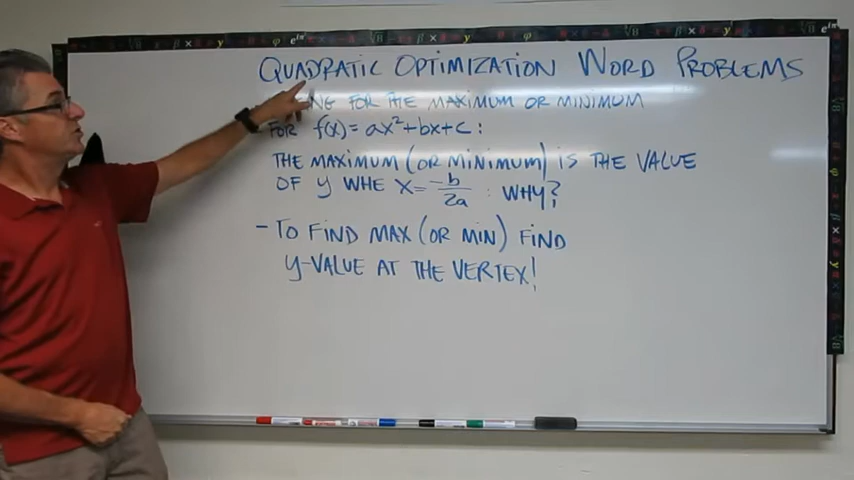 QUADRATIC OPTIMIZATION WORD PROBLEMS
FOR THE MAXIMUM OR MINIMUM
FOR f(x) = ax²+bx+c :
THE MAXIMUM (OR MINIMUM) IS THE VALUE
OF y WHE x = -b/2a : WHY?
- TO FIND MAX (OR MIN) FIND
y-VALUE AT THE VERTEX!